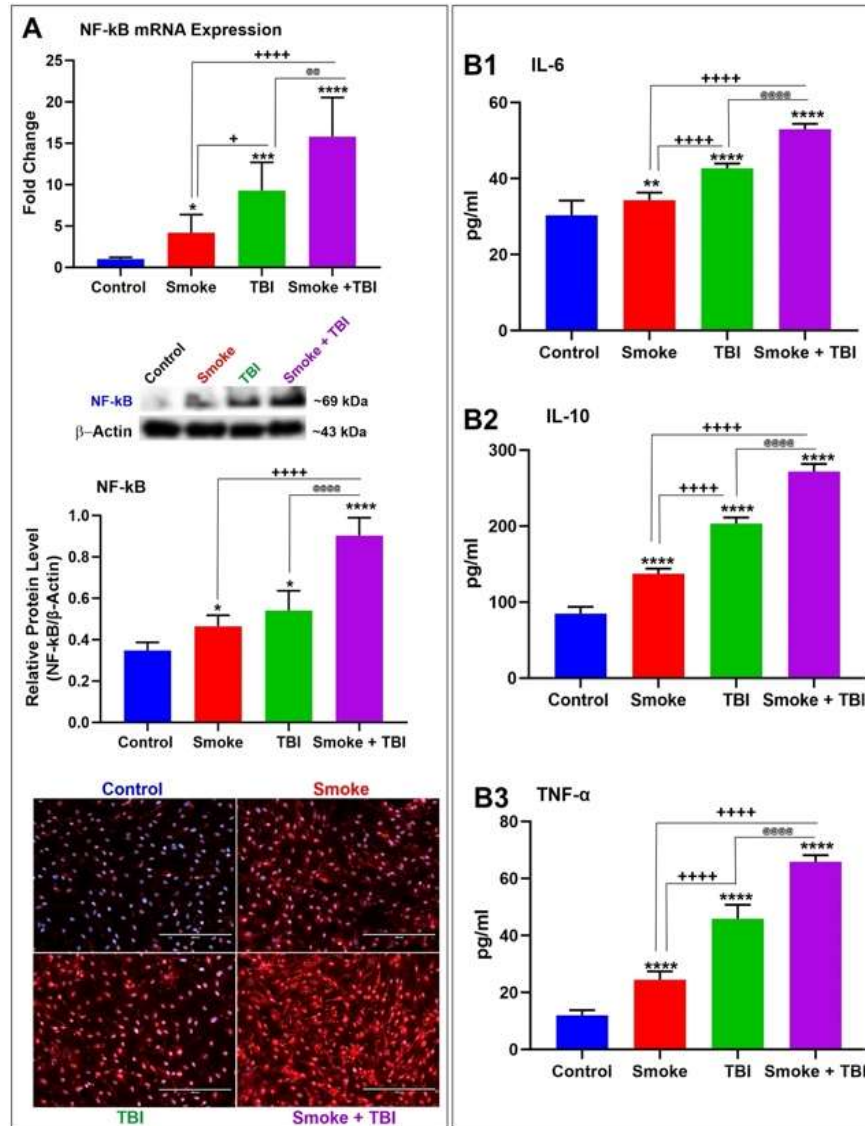 A
NF-kB mRNA Expression
++++
@@
****
+
***
*
Fold Change
25
20
15
10
5
0
Control Smoke TBI Smoke +TBI
Control Smoke TBI Smoke + TBI
NF-kB ~69 kDa
β-Actin ~43 kDa
NF-kB
++++
@@@@
****
*
*
Relative Protein Level
(NF-kB/β-Actin)
1.0
0.8
0.6
0.4
0.2
0.0
Control Smoke TBI Smoke + TBI
Control Smoke
TBI Smoke + TBI
B1 IL-6
++++
@@@@
****
++++
****
**
pg/ml
60
40
20
0
Control Smoke TBI Smoke + TBI
B2 IL-10
++++
@@@@
****
++++
****
****
pg/ml
300
200
100
0
Control Smoke TBI Smoke + TBI
B3 TNF-α
++++
@@@@
****
++++
****
****
pg/ml
80
60
40
20
0
Control Smoke TBI Smoke + TBI